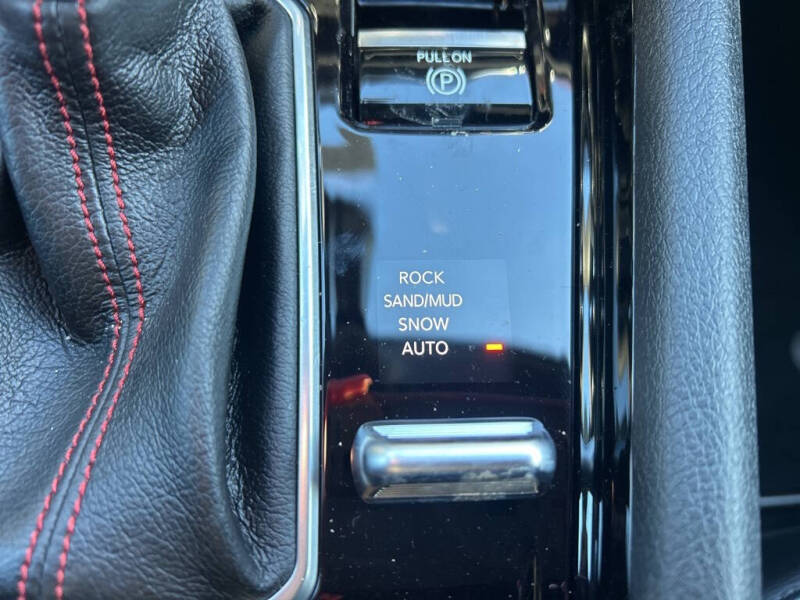 PULL ON
(P)
ROCK
SAND/MUD
SNOW
AUTO